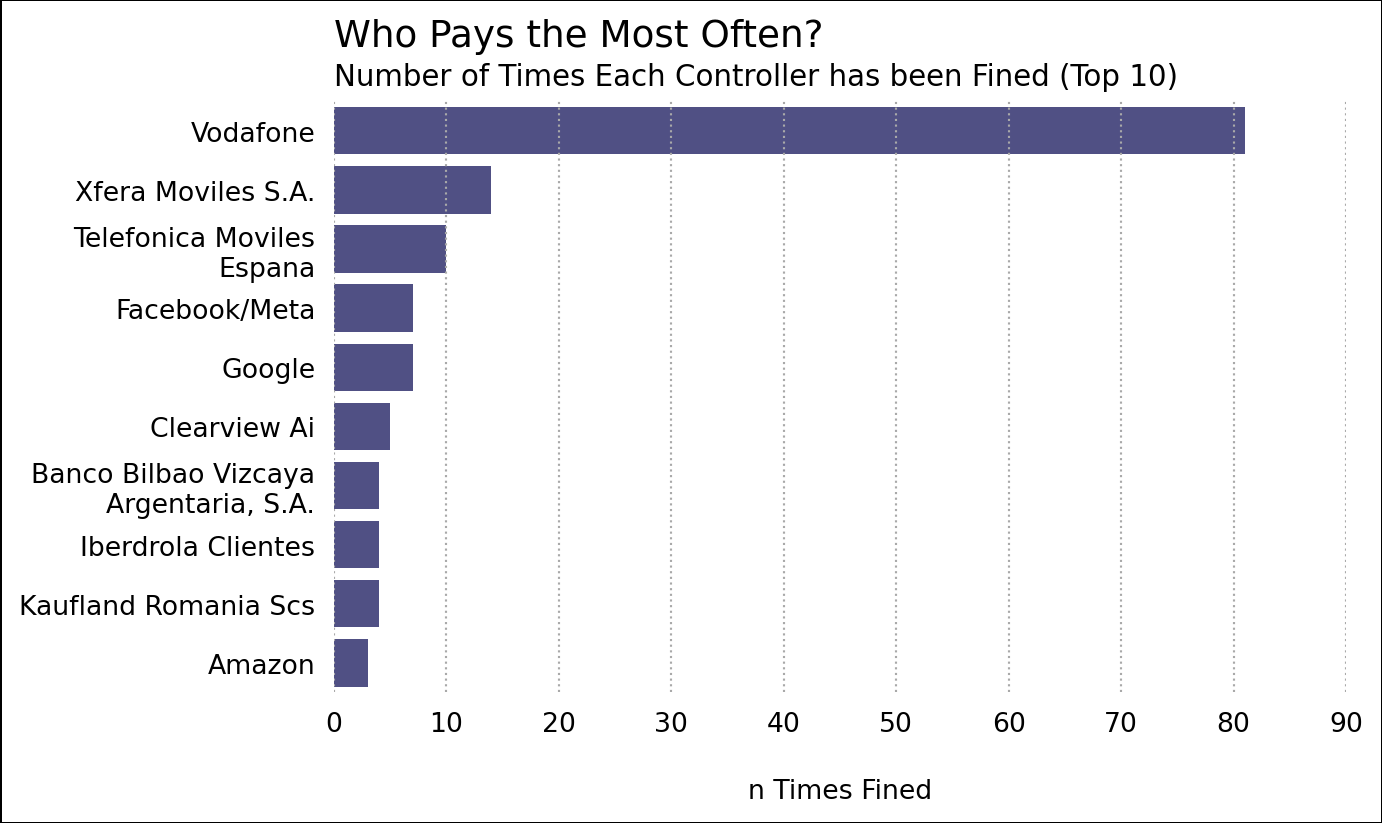 Who Pays the Most Often?
Number of Times Each Controller has been Fined (Top 10)
Vodafone
Xfera Moviles S.A.
Telefonica Moviles
Espana
Facebook/Meta
Google
Clearview Ai
Banco Bilbao Vizcaya
Argentaria, S.A.
Iberdrola Clientes
Kaufland Romania Scs
Amazon
0 10 20 30 40 50 60 70 80 90
n Times Fined